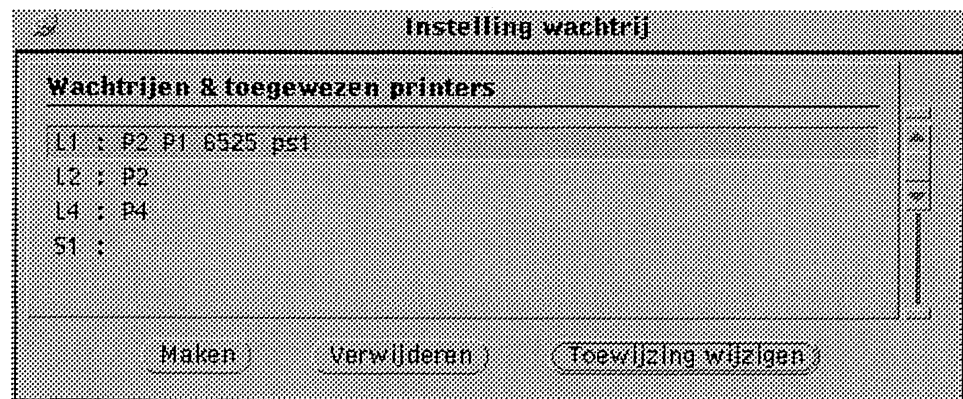 Instelling wachtrij
Wachtrijen & toegewezen printers
L1 : P2 P1 6525 ps1
L2 : P2
L4 : P4
S1 :
Maken Verwijderen Toewijzing wijzigen